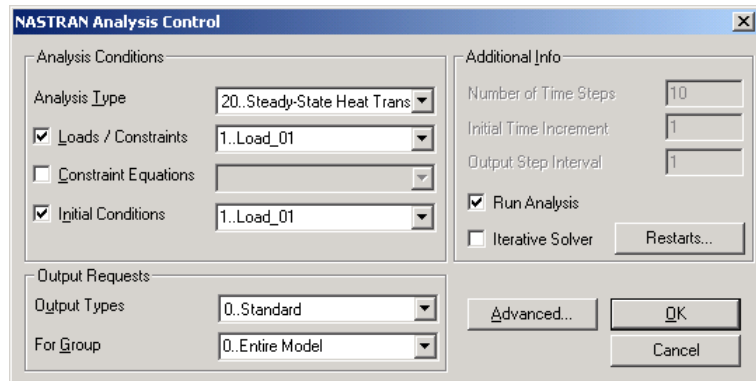 NASTRAN Analysis Control
Analysis Conditions
Analysis Type
20..Steady-State Heat Trans
Loads / Constraints
1..Load_01
Constraint Equations
Initial Conditions
1..Load_01
Output Requests
Output Types
0..Standard
For Group
0..Entire Model
Additional Info
Number of Time Steps
10
Initial Time Increment
1
Output Step Interval
1
Run Analysis
Iterative Solver
Restarts...
Advanced...
OK
Cancel